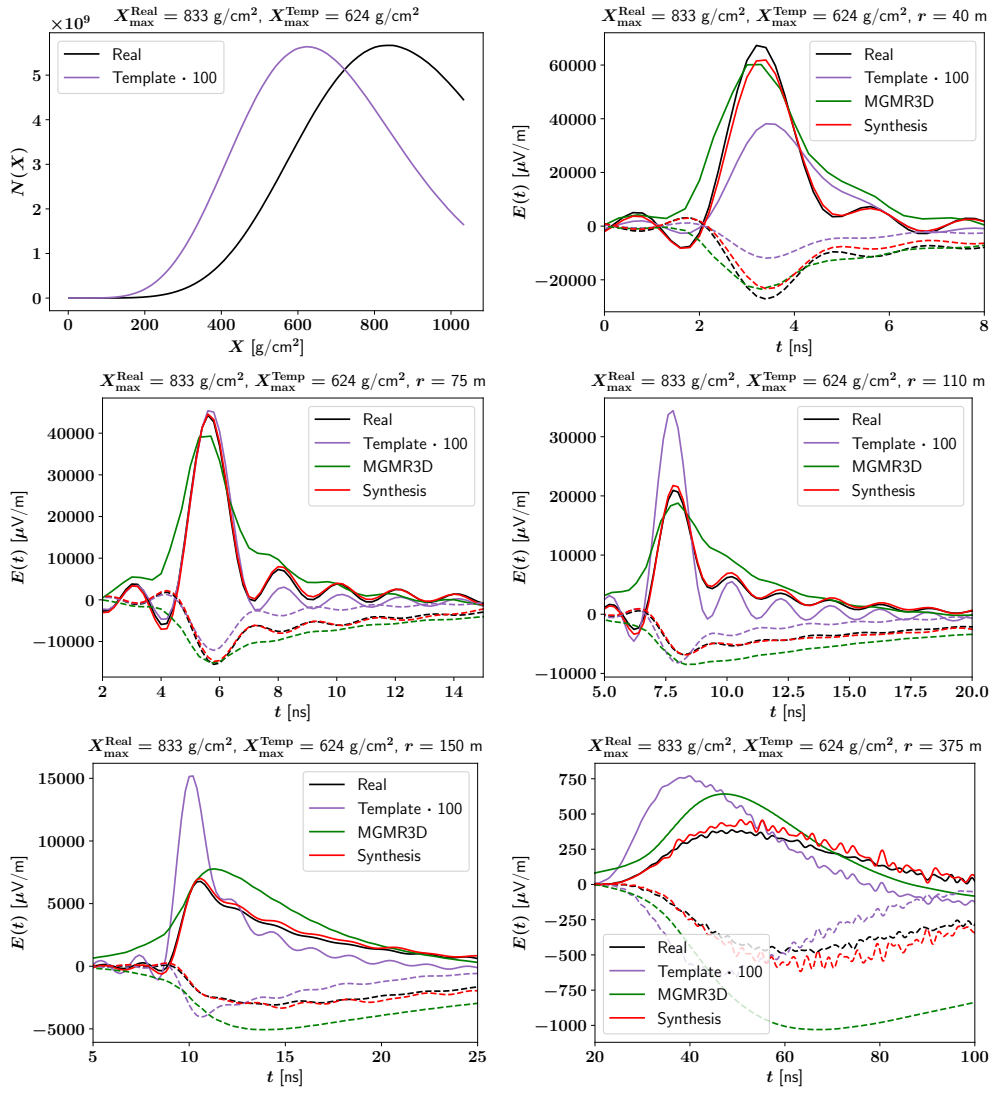 X_max^Real = 833 g/cm², X_max^Temp = 624 g/cm²
×10⁹
Real
Template · 100
5
4
3
2
1
0
N(X)
0 200 400 600 800 1000
X [g/cm²]
X_max^Real = 833 g/cm², X_max^Temp = 624 g/cm², r = 40 m
Real
Template · 100
MGMR3D
Synthesis
60000
40000
20000
0
−20000
E(t) [μV/m]
0 2 4 6 8
t [ns]
X_max^Real = 833 g/cm², X_max^Temp = 624 g/cm², r = 75 m
Real
Template · 100
MGMR3D
Synthesis
40000
30000
20000
10000
0
−10000
E(t) [μV/m]
2 4 6 8 10 12 14
t [ns]
X_max^Real = 833 g/cm², X_max^Temp = 624 g/cm², r = 110 m
Real
Template · 100
MGMR3D
Synthesis
30000
20000
10000
0
−10000
E(t) [μV/m]
5.0 7.5 10.0 12.5 15.0 17.5 20.0
t [ns]
X_max^Real = 833 g/cm², X_max^Temp = 624 g/cm², r = 150 m
Real
Template · 100
MGMR3D
Synthesis
15000
10000
5000
0
−5000
E(t) [μV/m]
5 10 15 20 25
t [ns]
X_max^Real = 833 g/cm², X_max^Temp = 624 g/cm², r = 375 m
750
500
250
0
−250
−500
−750
−1000
E(t) [μV/m]
Real
Template · 100
MGMR3D
Synthesis
20 40 60 80 100
t [ns]